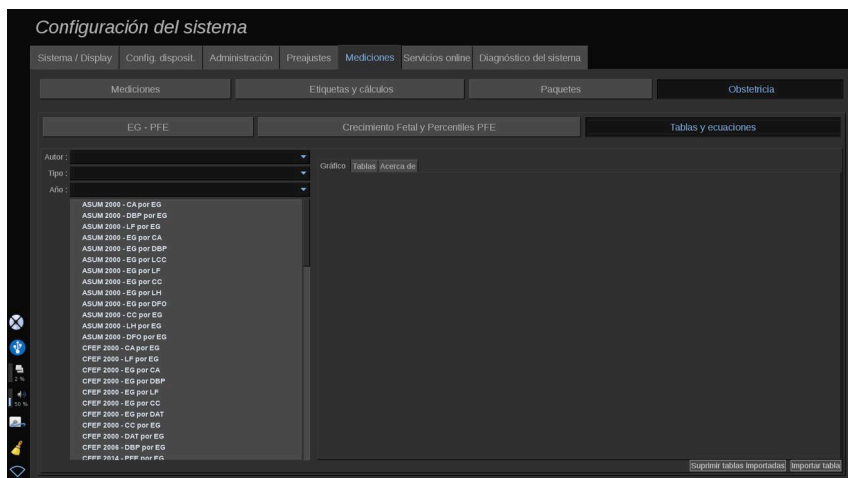 Configuración del sistema
Sistema / Display Config. disposit. Administración Preajustes Mediciones Servicios online Diagnóstico del sistema
Mediciones Etiquetas y cálculos Paquetes Obstetricia
EG - PFE Crecimiento Fetal y Percentiles PFE Tablas y ecuaciones
Autor :
Tipo :
Año :
Gráfico Tablas Acerca de
ASUM 2000 - CA por EG
ASUM 2000 - DBP por EG
ASUM 2000 - LF por EG
ASUM 2000 - EG por CA
ASUM 2000 - EG por DBP
ASUM 2000 - EG por LCC
ASUM 2000 - EG por LF
ASUM 2000 - EG por CC
ASUM 2000 - EG por LH
ASUM 2000 - EG por DFO
ASUM 2000 - CC por EG
ASUM 2000 - LH por EG
ASUM 2000 - DFO por EG
CFEF 2000 - CA por EG
CFEF 2000 - LF por EG
CFEF 2000 - EG por CA
CFEF 2000 - EG por DBP
CFEF 2000 - EG por LF
CFEF 2000 - EG por CC
CFEF 2000 - EG por DAT
CFEF 2000 - CC por EG
CFEF 2000 - DAT por EG
CFEF 2006 - DBP por EG
CFEF 2014 - PFE por EG
2 %
50 %
Suprimir tablas importadas Importar tabla